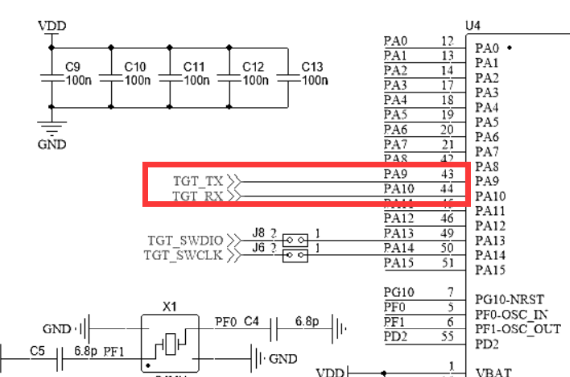 VDD
C9
100n
C10
100n
C11
100n
C12
100n
C13
100n
GND
U4
PA0 12 PA0
PA1 13 PA1
PA2 14 PA2
PA3 17 PA3
PA4 18 PA4
PA5 19 PA5
PA6 20 PA6
PA7 21 PA7
PA8 42 PA8
TGT_TX PA9 43 PA9
TGT_RX PA10 44 PA10
PA11 45 PA11
PA12 46 PA12
TGT_SWDIO J8 2 1 PA13 49 PA13
TGT_SWCLK J6 2 1 PA14 50 PA14
PA15 51 PA15
PG10 7 PG10-NRST
PF0 5 PF0-OSC_IN
PF1 6 PF1-OSC_OUT
PD2 55 PD2
X1
GND
PF0 C4 6.8p
C5 6.8p PF1
GND
VDD 1 VBAT